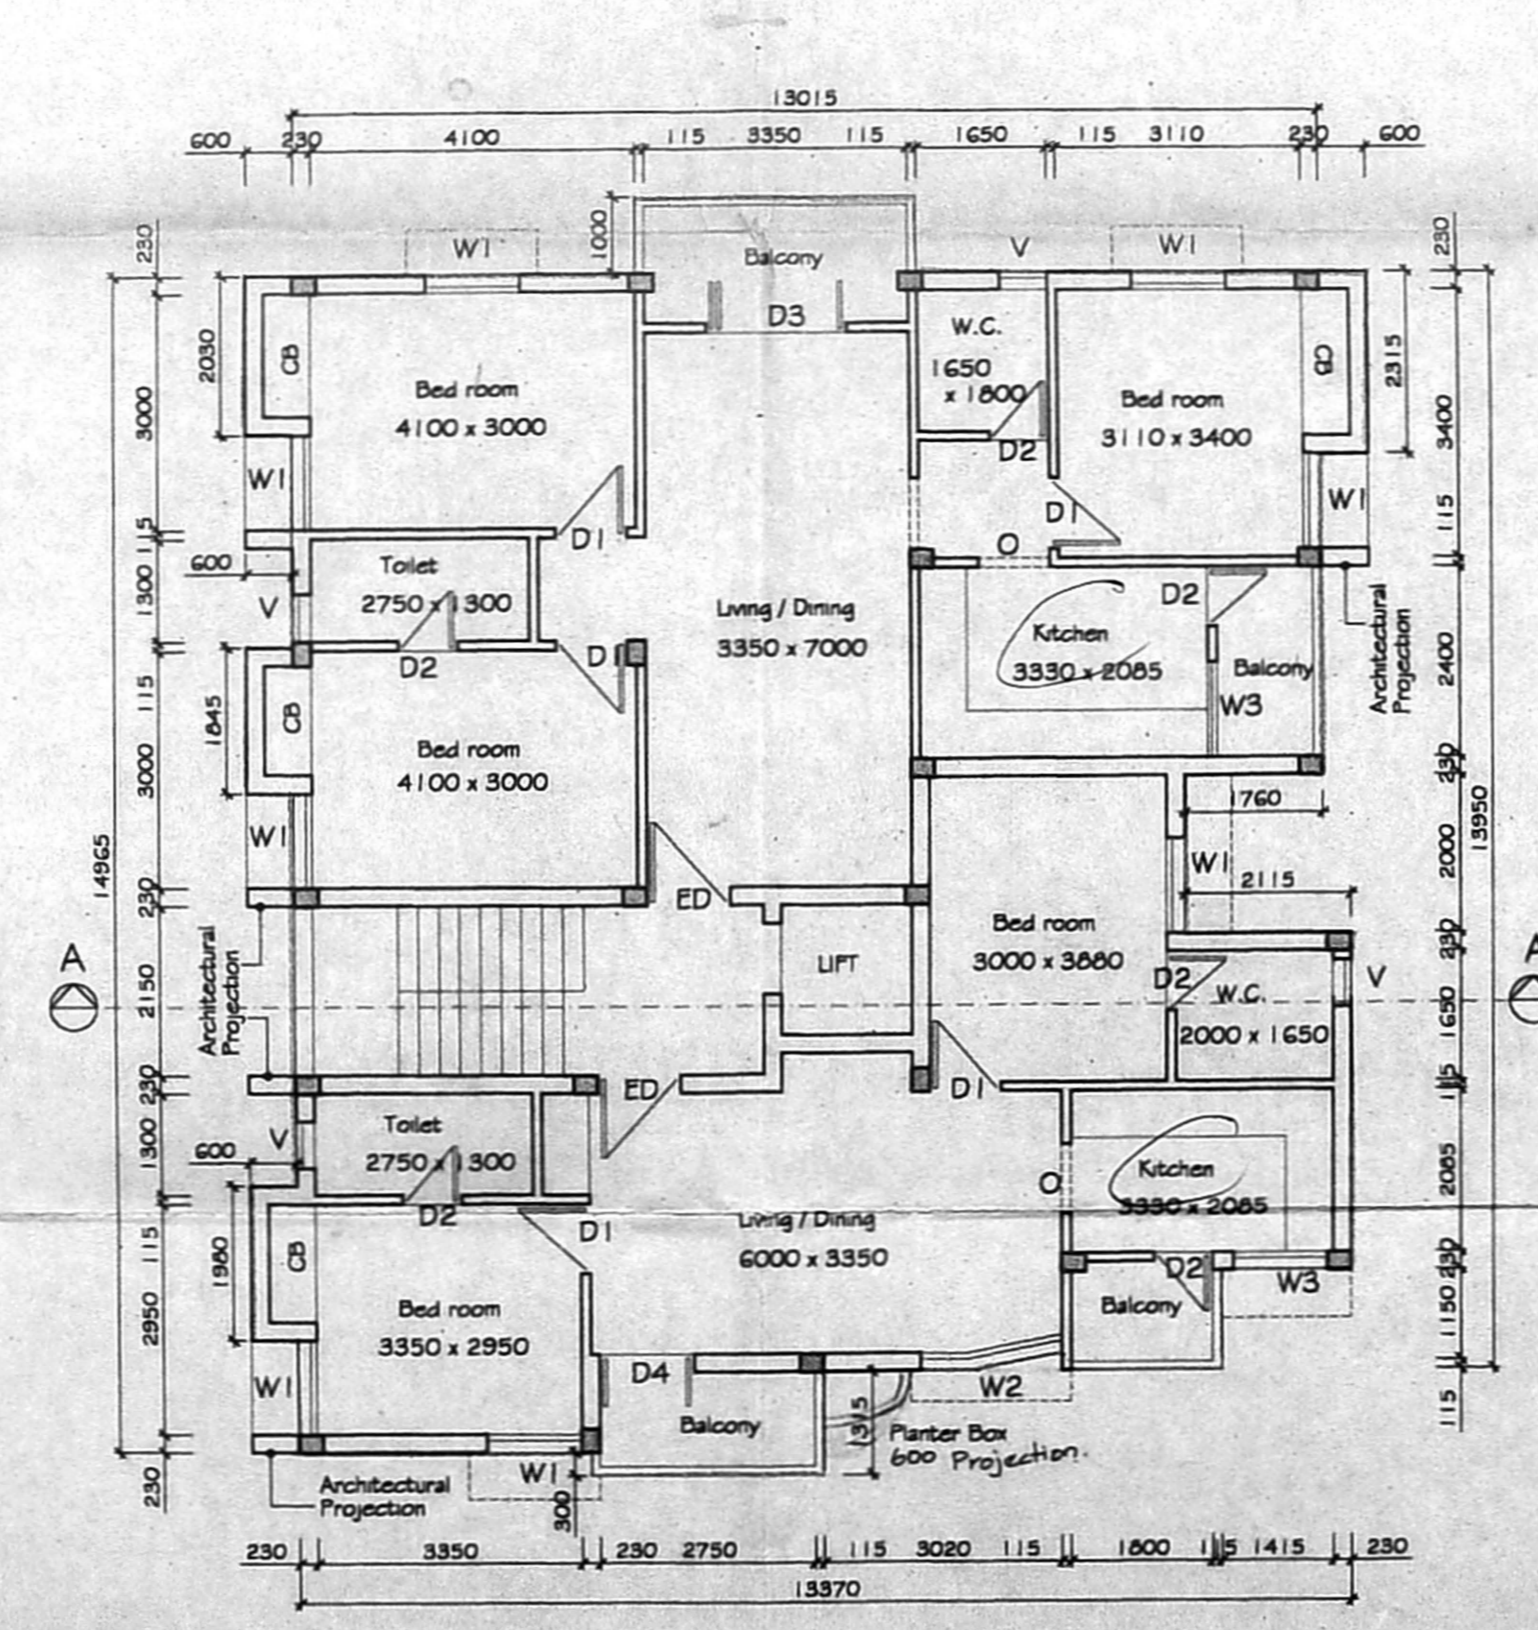 13015
600 230 4100 115 3350 115 1650 115 3110 230 600
1000
230
W1
Balcony
V
W1
230
D3
W.C.
1650
x 1800
D2
CB
2030
Bed room
4100 x 3000
3000
CB
2315
Bed room
3110 x 3400
3400
W1
D1
W1
D1
O
115
115
600
Toilet
2750 x 1300
1300
V
D2
D1
Living / Dining
3350 x 7000
Kitchen
3330 x 2085
D2
Balcony
W3
2400
Architectural
Projection
115
1845
CB
Bed room
4100 x 3000
3000
W1
230
1760
13950
2000
W1
2115
14965
230
ED
Bed room
3000 x 3880
230
A
Architectural
Projection
2150
LIFT
D2
W.C.
2000 x 1650
V
1650
A
230
ED
D1
115
Toilet
2750 x 1300
1300
V
600
D2
D1
O
Kitchen
3330 x 2085
2085
Living / Dining
6000 x 3350
115
1980
CB
Bed room
3350 x 2950
2950
W1
D2
W3
230
Balcony
1150
D4
Balcony
W2
1315
Planter Box
600 Projection.
115
W1
300
230
Architectural
Projection
230 3350 230 2750 115 3020 115 1800 115 1415 230
13370